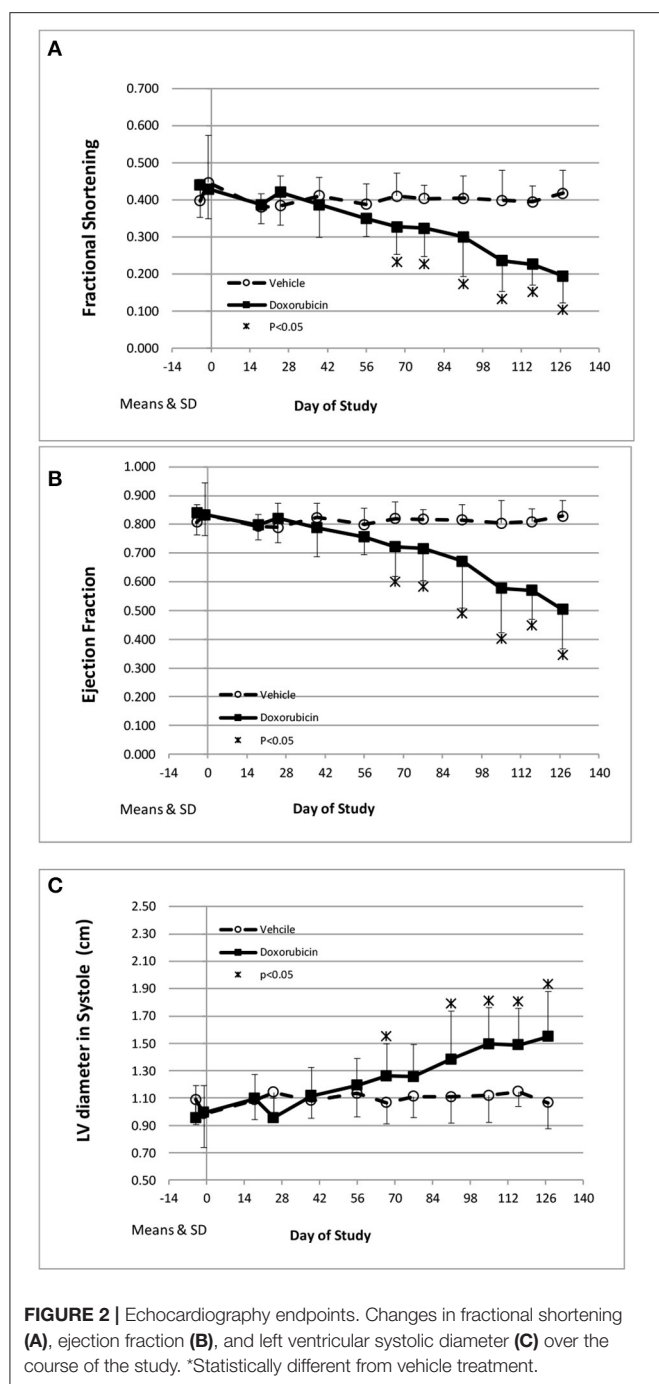 A
0.700
0.600
0.500
0.400
0.300
0.200
0.100
0.000
Fractional Shortening
Vehicle
Doxorubicin
P<0.05
-14 0 14 28 42 56 70 84 98 112 126 140
Means & SD
Day of Study
B
1.000
0.900
0.800
0.700
0.600
0.500
0.400
0.300
0.200
0.100
0.000
Ejection Fraction
Vehicle
Doxorubicin
P<0.05
-14 0 14 28 42 56 70 84 98 112 126 140
Means & SD
Day of Study
C
2.50
2.30
2.10
1.90
1.70
1.50
1.30
1.10
0.90
0.70
0.50
LV diameter in Systole (cm)
Vehcile
Doxorubicin
p<0.05
-14 0 14 28 42 56 70 84 98 112 126 140
Means & SD
Day of Study
FIGURE 2 | Echocardiography endpoints. Changes in fractional shortening
(A), ejection fraction (B), and left ventricular systolic diameter (C) over the
course of the study. *Statistically different from vehicle treatment.